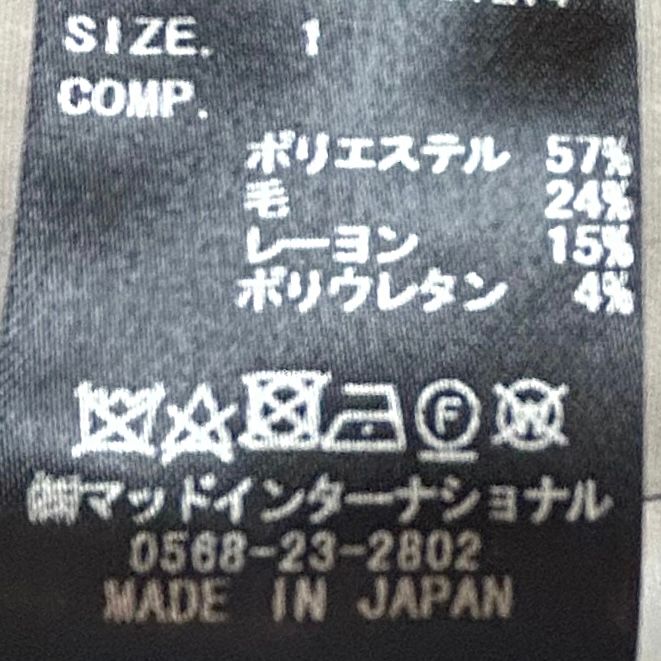 SIZE. 1
COMP.
ポリエステル 57%
毛 24%
レーヨン 15%
ポリウレタン 4%
F W
㈱マッドインターナショナル
0568-23-2802
MADE IN JAPAN